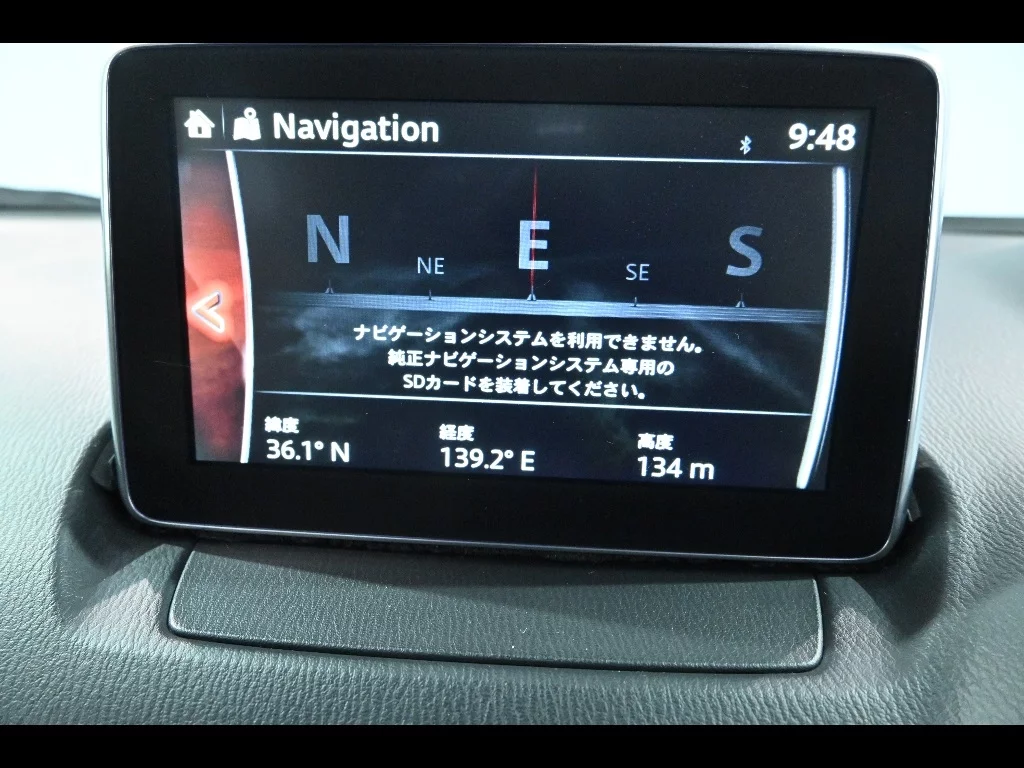 Navigation
9:48
N NE E SE S
ナビゲーションシステムを利用できません。
純正ナビゲーションシステム専用の
SDカードを装着してください。
緯度 経度 高度
36.1° N 139.2° E 134 m